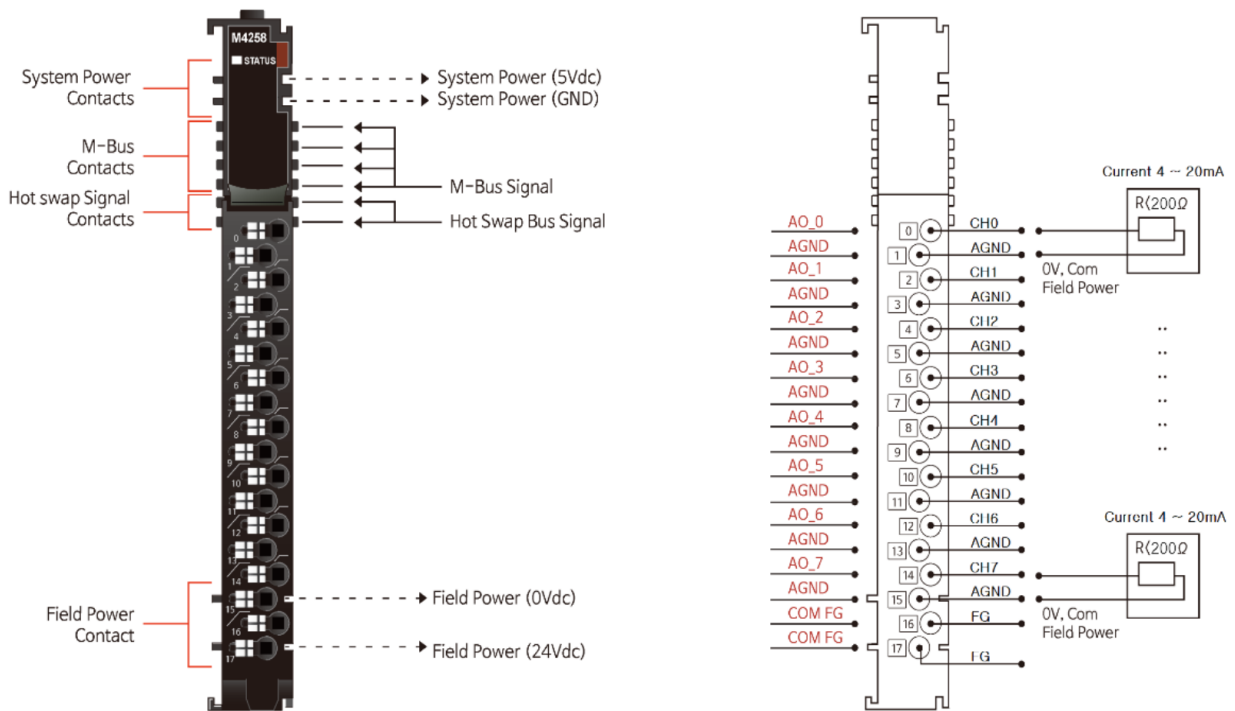 M4258
STATUS
System Power
Contacts
System Power (5Vdc)
System Power (GND)
M-Bus
Contacts
M-Bus Signal
Hot swap Signal
Contacts
Hot Swap Bus Signal
0
1
2
3
4
5
6
7
8
9
10
11
12
13
14
15
16
17
Field Power
Contact
Field Power (0Vdc)
Field Power (24Vdc)
AO_0
AGND
AO_1
AGND
AO_2
AGND
AO_3
AGND
AO_4
AGND
AO_5
AGND
AO_6
AGND
AO_7
AGND
COM FG
COM FG
0
1
2
3
4
5
6
7
8
9
10
11
12
13
14
15
16
17
CH0
AGND
CH1
AGND
CH2
AGND
CH3
AGND
CH4
AGND
CH5
AGND
CH6
AGND
CH7
AGND
FG
FG
Current 4 ~ 20mA
R(200Ω
0V, Com
Field Power
Current 4 ~ 20mA
R(200Ω
0V, Com
Field Power